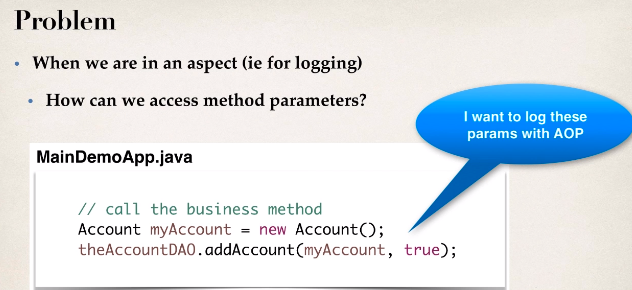 Problem
• When we are in an aspect (ie for logging)
• How can we access method parameters?
I want to log these
params with AOP
MainDemoApp.java
// call the business method
Account myAccount = new Account();
theAccountDAO.addAccount(myAccount, true);